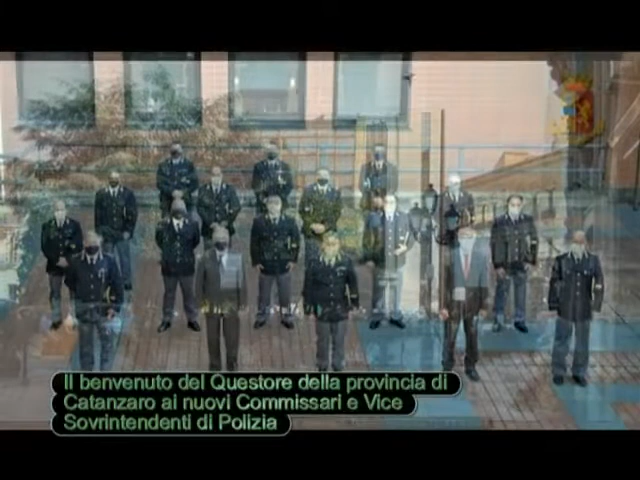 Il benvenuto del Questore della provincia di
Catanzaro ai nuovi Commissari e Vice
Sovrintendenti di Polizia